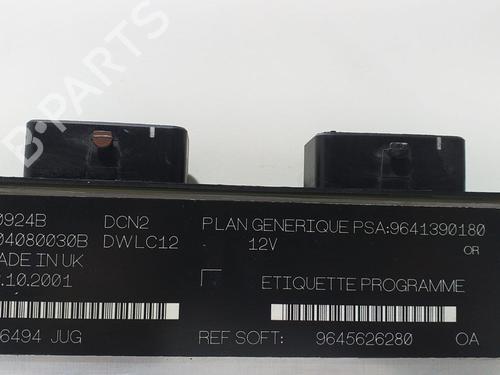 B-PARTS
0924B DCN2 PLAN GENERIQUE PSA:9641390180
04080030B DWLC12 12V OR
ADE IN UK
.10.2001 ETIQUETTE PROGRAMME
6494 JUG REF SOFT: 9645626280 OA